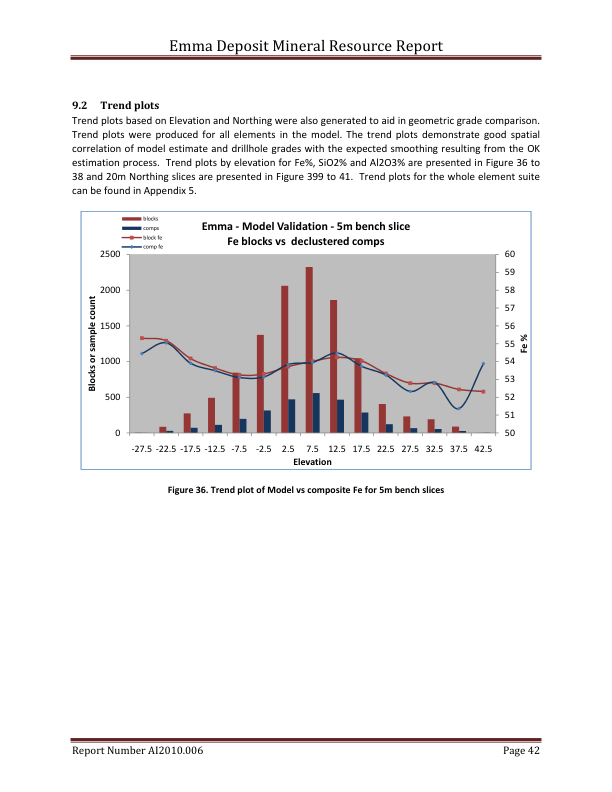 Emma Deposit Mineral Resource Report
9.2 Trend plots
Trend plots based on Elevation and Northing were also generated to aid in geometric grade comparison.
Trend plots were produced for all elements in the model. The trend plots demonstrate good spatial
correlation of model estimate and drillhole grades with the expected smoothing resulting from the OK
estimation process. Trend plots by elevation for Fe%, SiO2% and Al2O3% are presented in Figure 36 to
38 and 20m Northing slices are presented in Figure 399 to 41. Trend plots for the whole element suite
can be found in Appendix 5.
blocks
comps
block fe
comp fe
Emma - Model Validation - 5m bench slice
Fe blocks vs declustered comps
2500
2000
1500
1000
500
0
Blocks or sample count
60
59
58
57
56
55
54
53
52
51
50
Fe %
-27.5 -22.5 -17.5 -12.5 -7.5 -2.5 2.5 7.5 12.5 17.5 22.5 27.5 32.5 37.5 42.5
Elevation
Figure 36. Trend plot of Model vs composite Fe for 5m bench slices
Report Number AI2010.006 Page 42